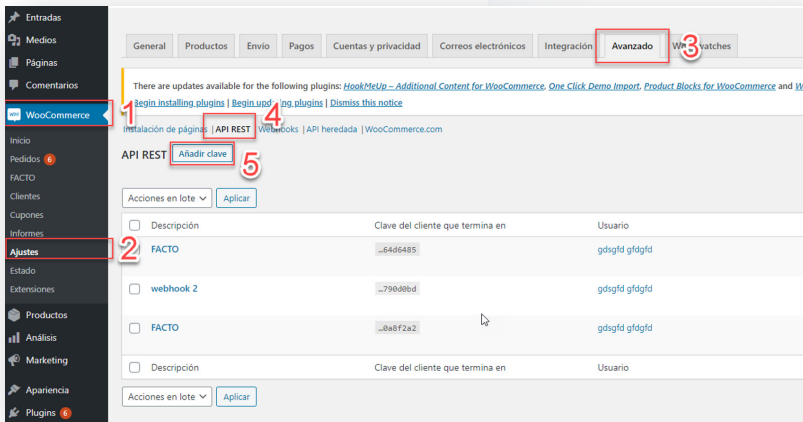 Entradas
Medios
Páginas
Comentarios
WooCommerce
1
Inicio
Pedidos 6
FACTO
Clientes
Cupones
Informes
Ajustes
2
Estado
Extensiones
Productos
Análisis
Marketing
Apariencia
Plugins 6
General Productos Envío Pagos Cuentas y privacidad Correos electrónicos Integración Avanzado
3
There are updates available for the following plugins: HookMeUp – Additional Content for WooCommerce, One Click Demo Import, Product Blocks for WooCommerce and
Begin installing plugins | Begin updating plugins | Dismiss this notice
4
Instalación de páginas | API REST | Webhooks | API heredada | WooCommerce.com
API REST Añadir clave
5
Acciones en lote Aplicar
Descripción Clave del cliente que termina en Usuario
FACTO …64d6485 gdsgfd gfdgfd
webhook 2 …790d0bd gdsgfd gfdgfd
FACTO …0a8f2a2 gdsgfd gfdgfd
Descripción Clave del cliente que termina en Usuario
Acciones en lote Aplicar